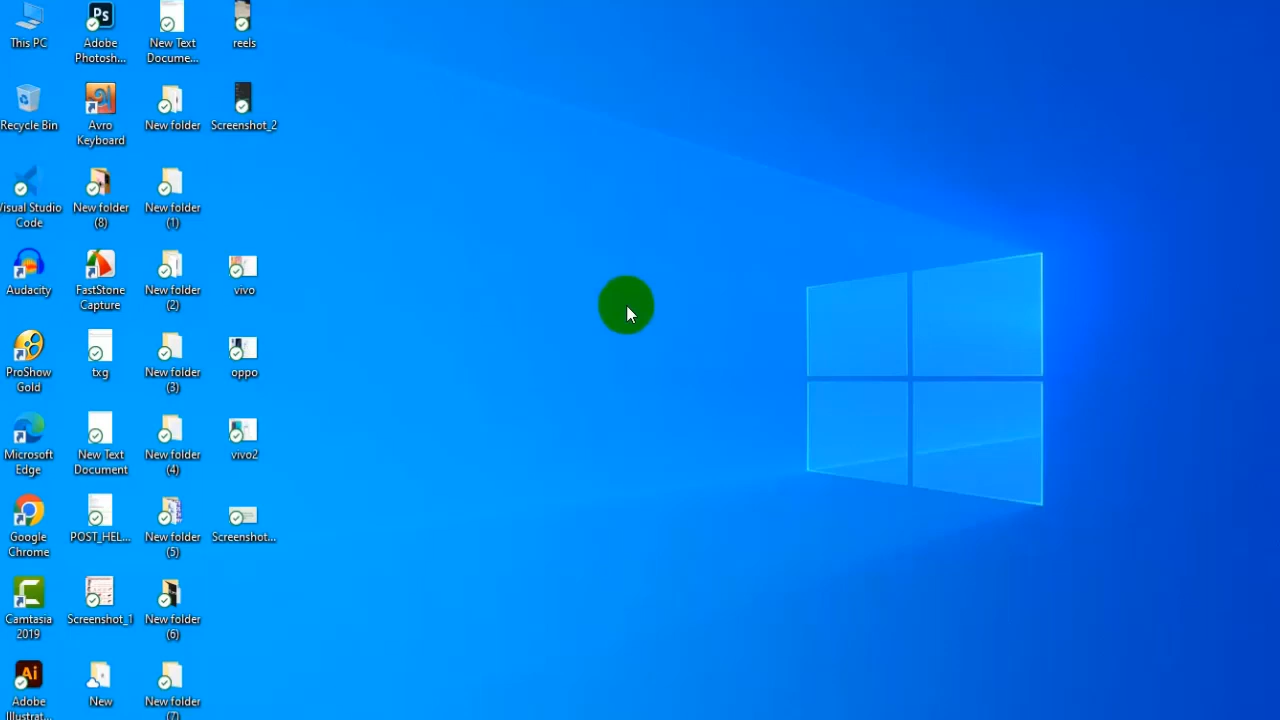 This PC
Adobe
Photosh...
New Text
Docume...
reels
Recycle Bin
Avro
Keyboard
New folder
Screenshot_2
Visual Studio
Code
New folder
(8)
New folder
(1)
Audacity
FastStone
Capture
New folder
(2)
vivo
ProShow
Gold
txg
New folder
(3)
oppo
Microsoft
Edge
New Text
Document
New folder
(4)
vivo2
Google
Chrome
POST_HEL...
New folder
(5)
Screenshot...
Camtasia
2019
Screenshot_1
New folder
(6)
Adobe
Illustrat...
New
New folder
(7)
Ps
Ai